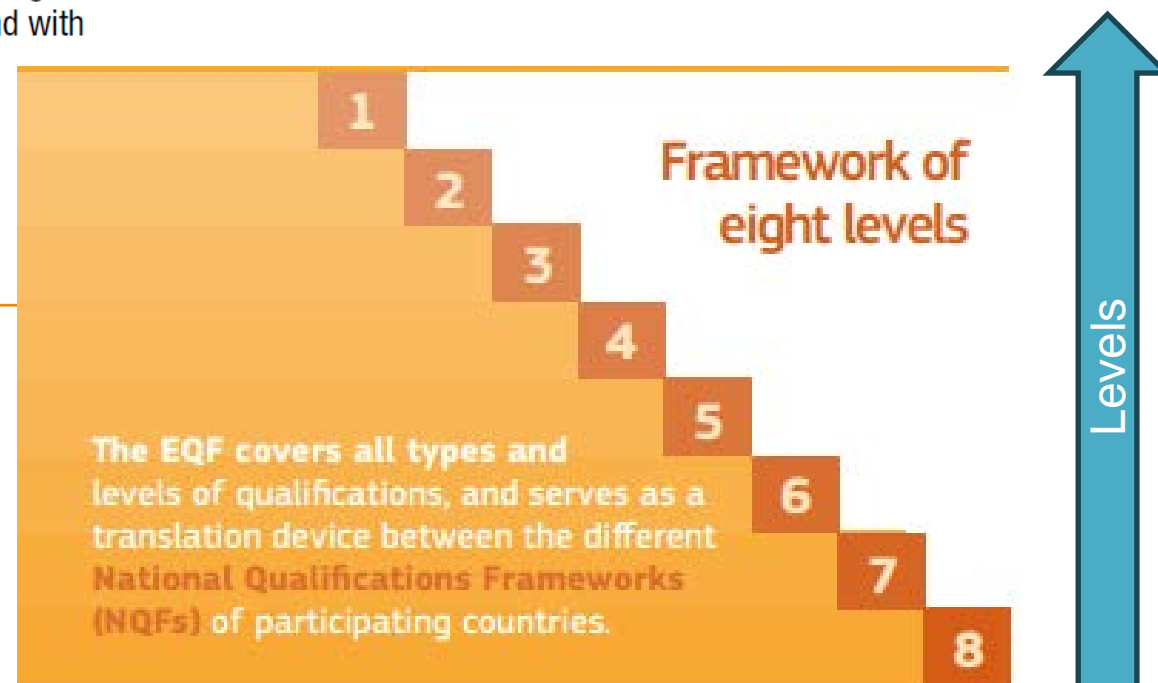 nd with
1
2
3
4
5
6
7
8
Framework of
eight levels
The EQF covers all types and
levels of qualifications, and serves as a
translation device between the different
National Qualifications Frameworks
(NQFs) of participating countries.
Levels